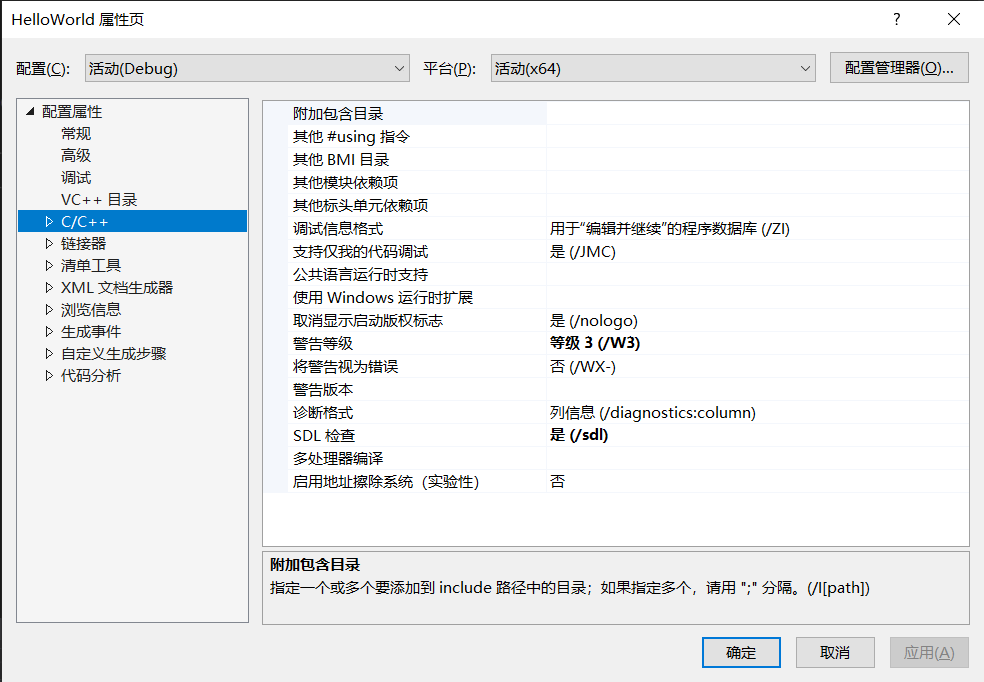 HelloWorld 属性页 ?
配置(C): 活动(Debug) 平台(P): 活动(x64) 配置管理器(O)...
配置属性
常规
高级
调试
VC++ 目录
C/C++
链接器
清单工具
XML 文档生成器
浏览信息
生成事件
自定义生成步骤
代码分析
附加包含目录
其他 #using 指令
其他 BMI 目录
其他模块依赖项
其他标头单元依赖项
调试信息格式 用于“编辑并继续”的程序数据库 (/ZI)
支持仅我的代码调试 是 (/JMC)
公共语言运行时支持
使用 Windows 运行时扩展
取消显示启动版权标志 是 (/nologo)
警告等级 等级 3 (/W3)
将警告视为错误 否 (/WX-)
警告版本
诊断格式 列信息 (/diagnostics:column)
SDL 检查 是 (/sdl)
多处理器编译
启用地址擦除系统（实验性） 否
附加包含目录
指定一个或多个要添加到 include 路径中的目录；如果指定多个，请用 ";" 分隔。(/I[path])
确定 取消 应用(A)